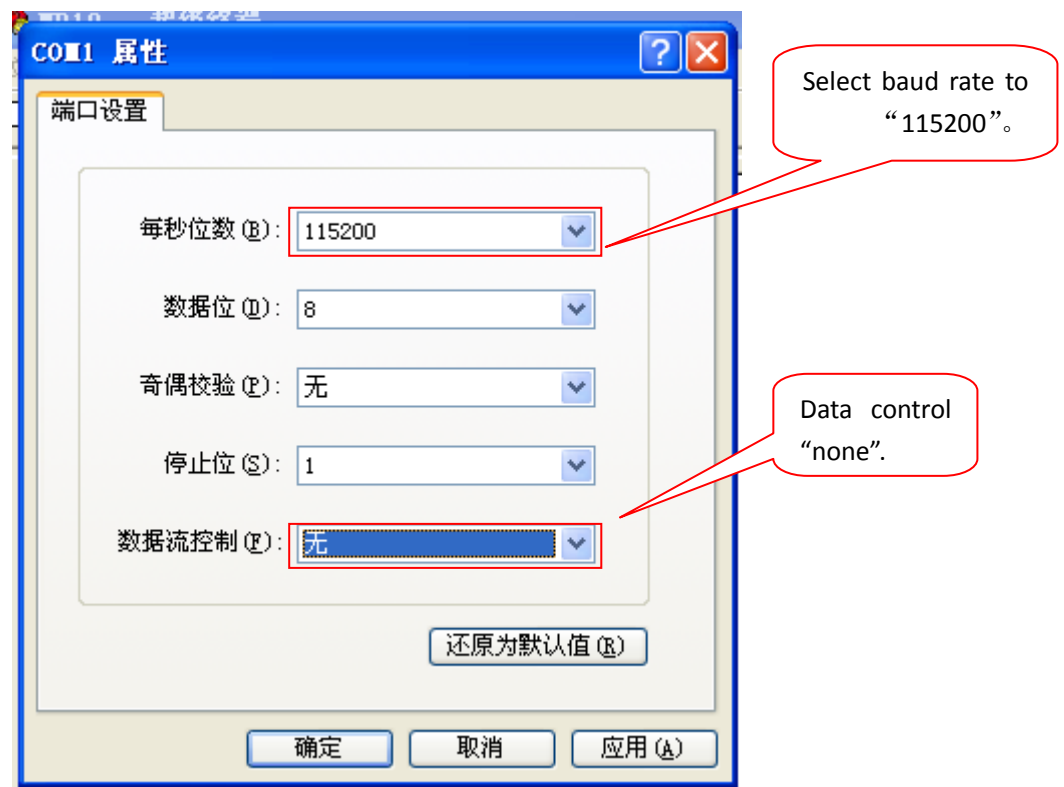 COM1 属性
端口设置
每秒位数(B): 115200
数据位(D): 8
奇偶校验(P): 无
停止位(S): 1
数据流控制(F): 无
还原为默认值(R)
确定 取消 应用(A)
Select baud rate to
“115200”。
Data control
“none”.